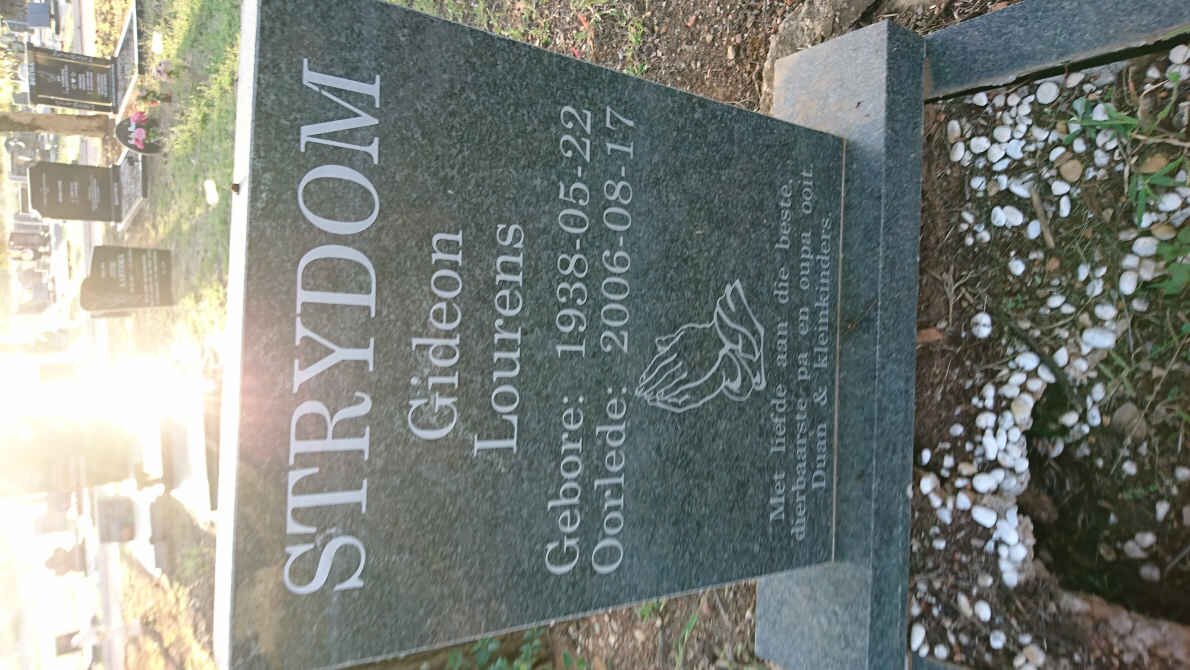 STRYDOM
Gideon
Lourens
Gebore: 1938-05-22
Oorlede: 2006-08-17
Met liefde aan die beste,
dierbaarste pa en oupa ooit.
Duan & kleinkinders.